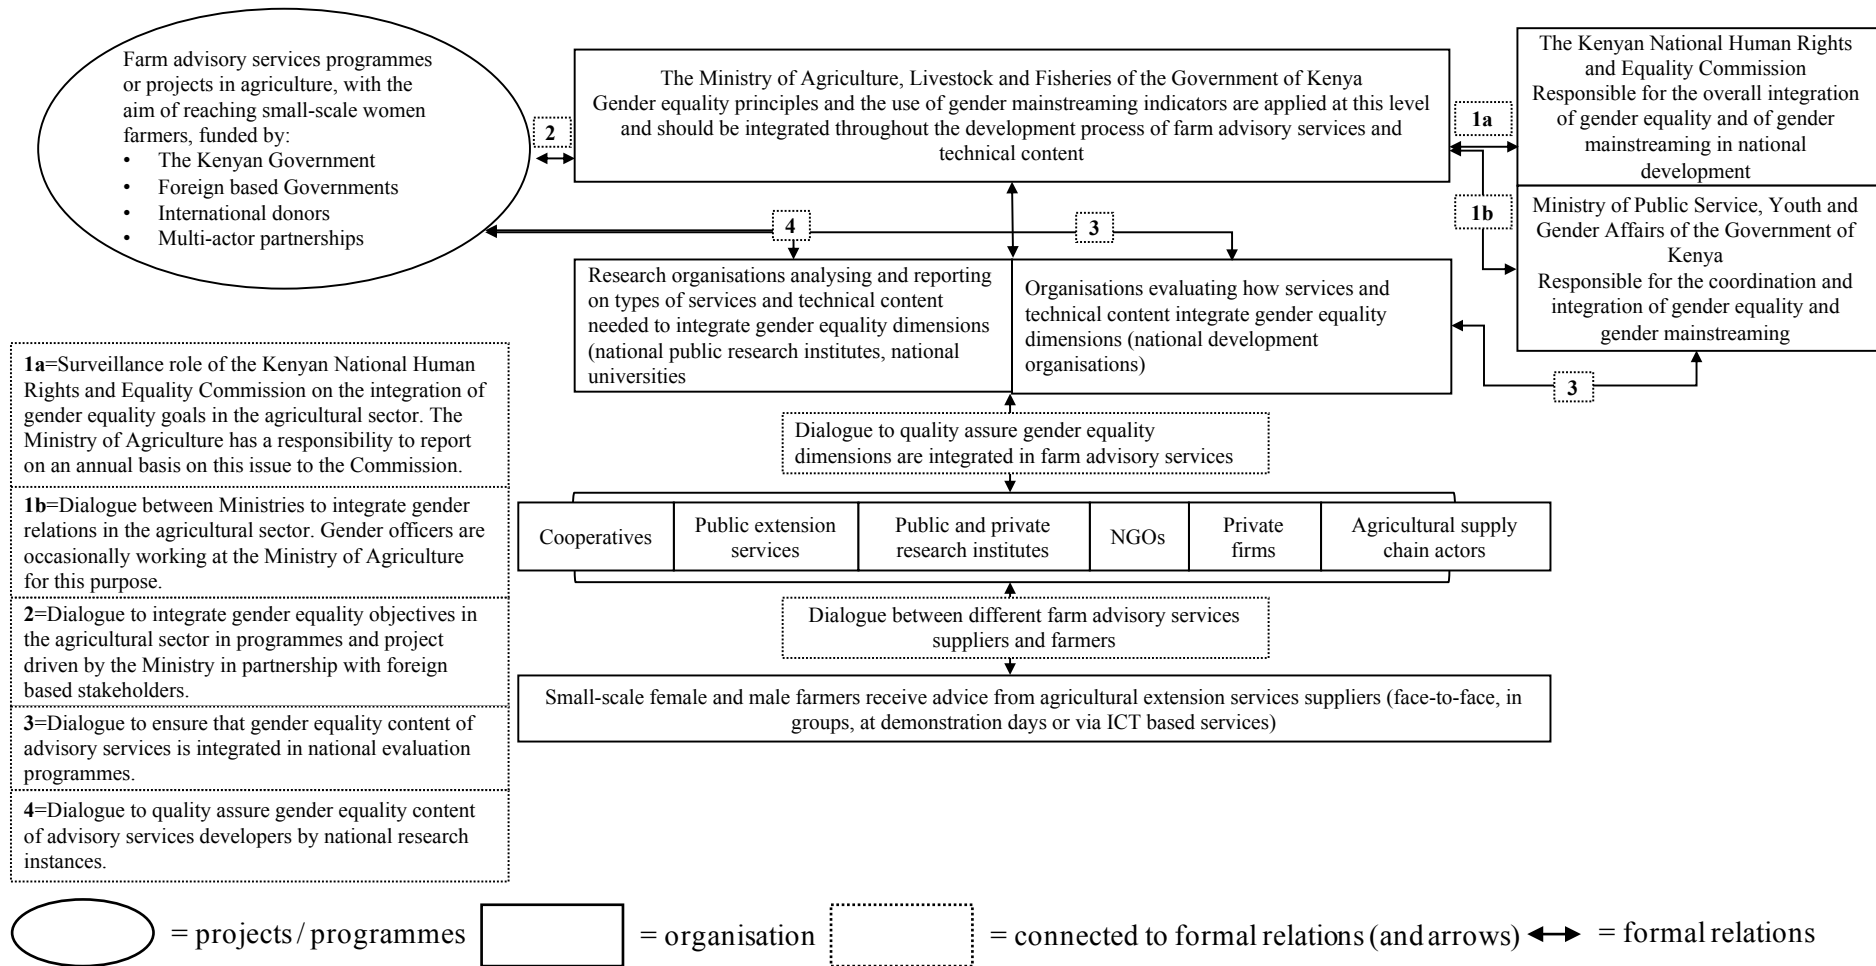 Farm advisory services programmes
or projects in agriculture, with the
aim of reaching small-scale women
farmers, funded by:
• The Kenyan Government
• Foreign based Governments
• International donors
• Multi-actor partnerships
2
The Ministry of Agriculture, Livestock and Fisheries of the Government of Kenya
Gender equality principles and the use of gender mainstreaming indicators are applied at this level
and should be integrated throughout the development process of farm advisory services and
technical content
1a
The Kenyan National Human Rights
and Equality Commission
Responsible for the overall integration
of gender equality and of gender
mainstreaming in national
development
1b
Ministry of Public Service, Youth and
Gender Affairs of the Government of
Kenya
Responsible for the coordination and
integration of gender equality and
gender mainstreaming
4
3
Research organisations analysing and reporting
on types of services and technical content
needed to integrate gender equality dimensions
(national public research institutes, national
universities
Organisations evaluating how services and
technical content integrate gender equality
dimensions (national development
organisations)
3
Dialogue to quality assure gender equality
dimensions are integrated in farm advisory services
Cooperatives
Public extension
services
Public and private
research institutes
NGOs
Private
firms
Agricultural supply
chain actors
Dialogue between different farm advisory services
suppliers and farmers
Small-scale female and male farmers receive advice from agricultural extension services suppliers (face-to-face, in
groups, at demonstration days or via ICT based services)
1a=Surveillance role of the Kenyan National Human
Rights and Equality Commission on the integration of
gender equality goals in the agricultural sector. The
Ministry of Agriculture has a responsibility to report
on an annual basis on this issue to the Commission.
1b=Dialogue between Ministries to integrate gender
relations in the agricultural sector. Gender officers are
occasionally working at the Ministry of Agriculture
for this purpose.
2=Dialogue to integrate gender equality objectives in
the agricultural sector in programmes and project
driven by the Ministry in partnership with foreign
based stakeholders.
3=Dialogue to ensure that gender equality content of
advisory services is integrated in national evaluation
programmes.
4=Dialogue to quality assure gender equality content
of advisory services developers by national research
instances.
= projects / programmes
= organisation
= connected to formal relations (and arrows)
= formal relations